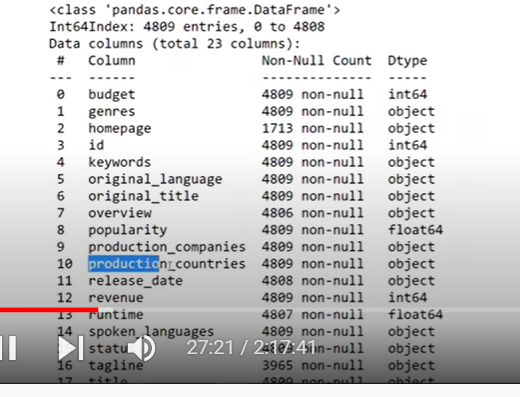 <class 'pandas.core.frame.DataFrame'>
Int64Index: 4809 entries, 0 to 4808
Data columns (total 23 columns):
# Column Non-Null Count Dtype
--- ------ -------------- -----
0 budget 4809 non-null int64
1 genres 4809 non-null object
2 homepage 1713 non-null object
3 id 4809 non-null int64
4 keywords 4809 non-null object
5 original_language 4809 non-null object
6 original_title 4809 non-null object
7 overview 4806 non-null object
8 popularity 4809 non-null float64
9 production_companies 4809 non-null object
10 production_countries 4809 non-null object
11 release_date 4808 non-null object
12 revenue 4809 non-null int64
13 runtime 4807 non-null float64
14 spoken_languages 4809 non-null object
statu 4809 non-null object
27:21 / 2:17:41
16 tagline 3965 non-null object
17 title 4809 non-null object